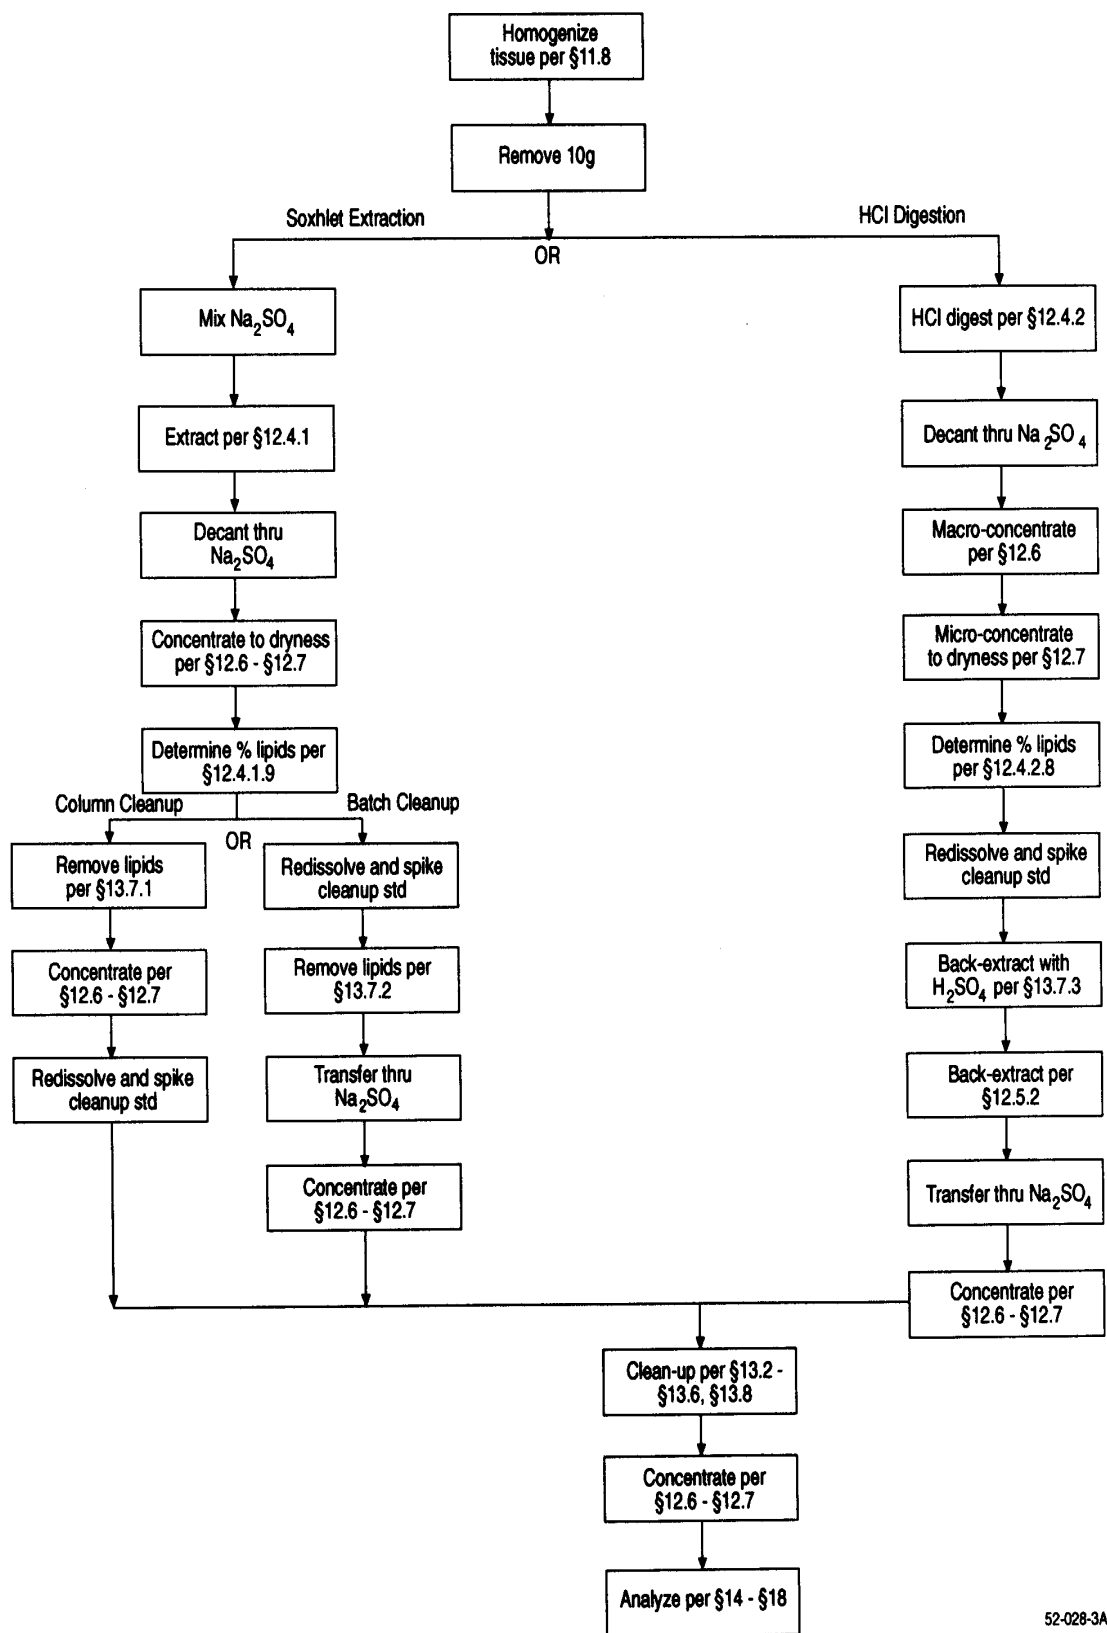 Homogenize
tissue per §11.8
Remove 10g
Soxhlet Extraction
HCl Digestion
OR
Mix Na2SO4
Extract per §12.4.1
Decant thru
Na2SO4
Concentrate to dryness
per §12.6 - §12.7
Determine % lipids per
§12.4.1.9
Column Cleanup
Batch Cleanup
OR
Remove lipids
per §13.7.1
Concentrate per
§12.6 - §12.7
Redissolve and spike
cleanup std
Redissolve and spike
cleanup std
Remove lipids per
§13.7.2
Transfer thru
Na2SO4
Concentrate per
§12.6 - §12.7
HCl digest per §12.4.2
Decant thru Na2SO4
Macro-concentrate
per §12.6
Micro-concentrate
to dryness per §12.7
Determine % lipids
per §12.4.2.8
Redissolve and spike
cleanup std
Back-extract with
H2SO4 per §13.7.3
Back-extract per
§12.5.2
Transfer thru Na2SO4
Concentrate per
§12.6 - §12.7
Clean-up per §13.2 -
§13.6, §13.8
Concentrate per
§12.6 - §12.7
Analyze per §14 - §18
52-028-3A